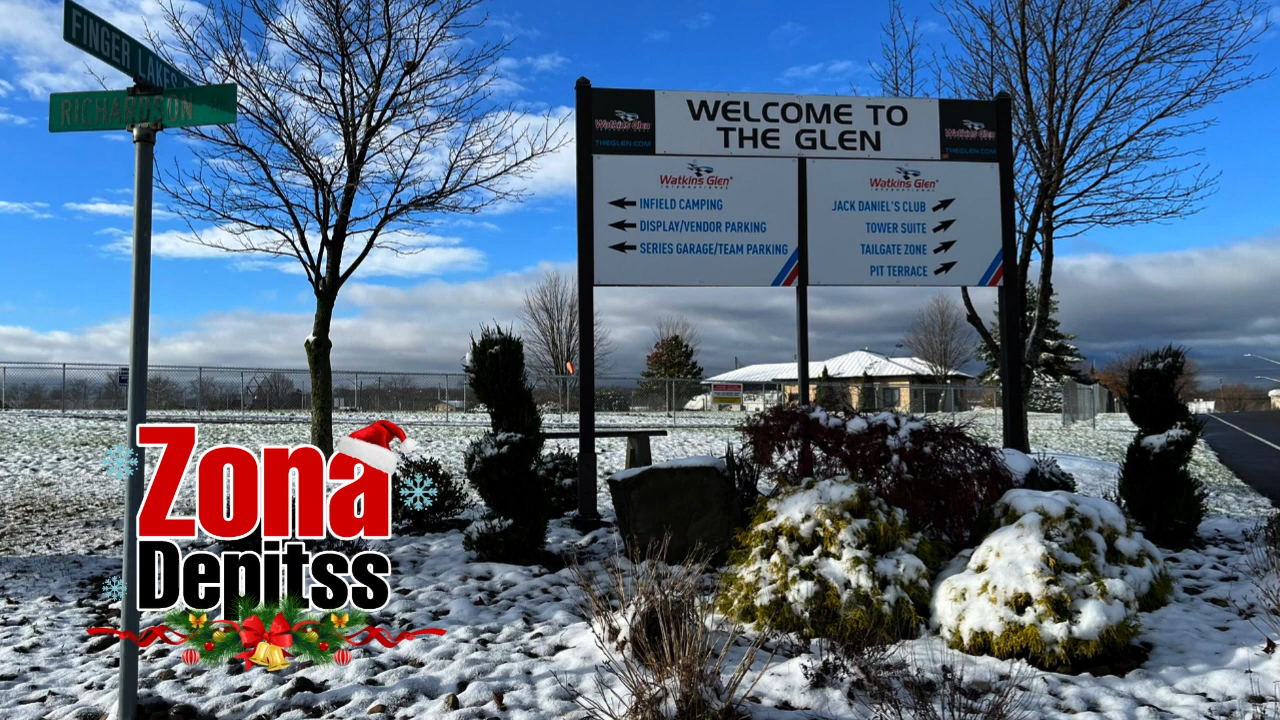 FINGER LAKES
RICHARDSON
WELCOME TO
THE GLEN
Watkins Glen
THEGLEN.COM
Watkins Glen
THEGLEN.COM
Watkins Glen
INTERNATIONAL
INFIELD CAMPING
DISPLAY/VENDOR PARKING
SERIES GARAGE/TEAM PARKING
Watkins Glen
INTERNATIONAL
JACK DANIEL'S CLUB
TOWER SUITE
TAILGATE ZONE
PIT TERRACE
Zona
Depitss